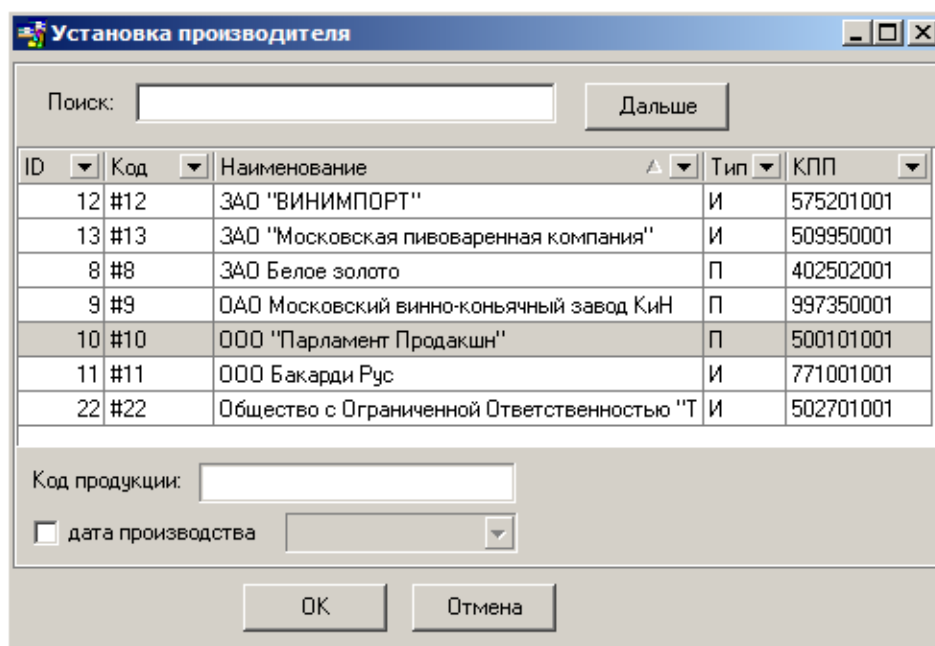 Установка производителя
Поиск: Дальше
ID Код Наименование Тип КПП
12 #12 ЗАО "ВИНИМПОРТ" И 575201001
13 #13 ЗАО "Московская пивоваренная компания" И 509950001
8 #8 ЗАО Белое золото П 402502001
9 #9 ОАО Московский винно-коньячный завод КиН П 997350001
10 #10 ООО "Парламент Продакшн" П 500101001
11 #11 ООО Бакарди Рус И 771001001
22 #22 Общество с Ограниченной Ответственностью "Т И 502701001
Код продукции:
дата производства
OK Отмена